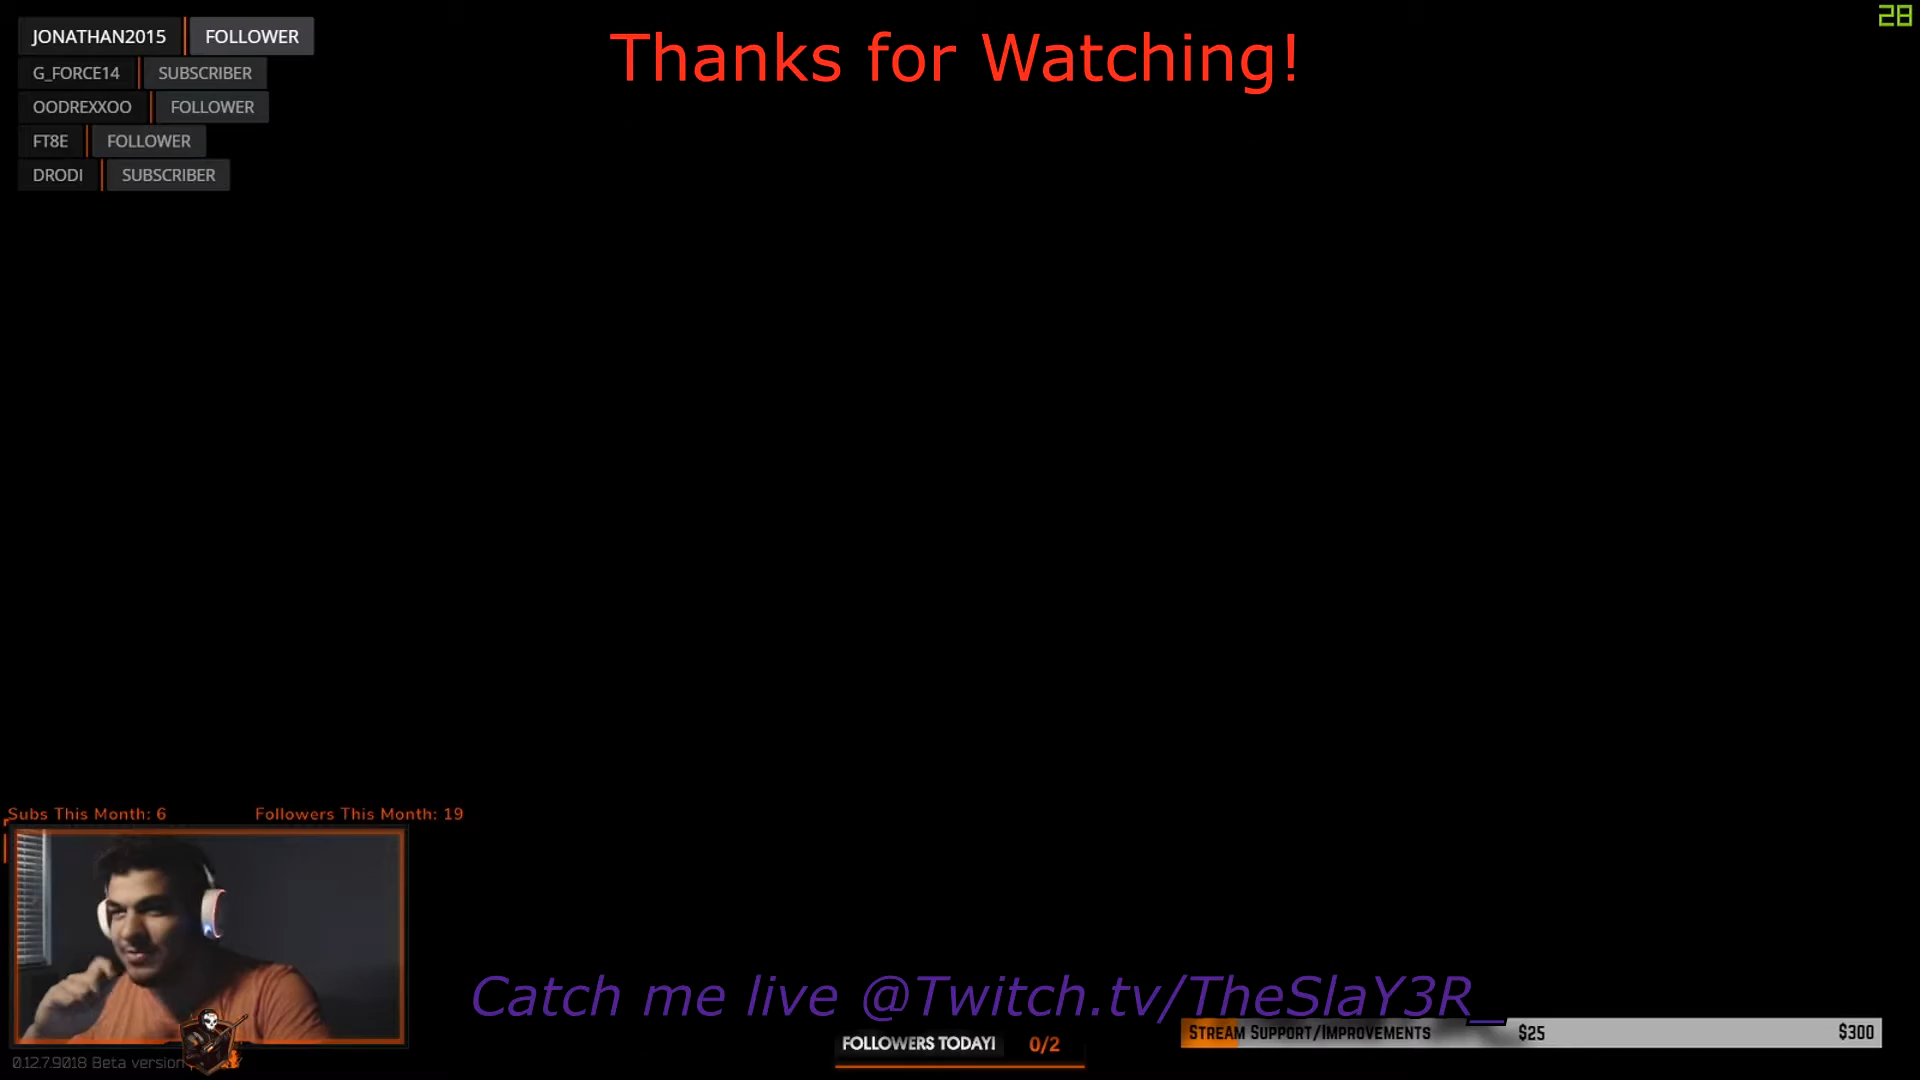 JONATHAN2015 FOLLOWER
G_FORCE14 SUBSCRIBER
OODREXXOO FOLLOWER
FT8E FOLLOWER
DRODI SUBSCRIBER
28
Thanks for Watching!
Subs This Month: 6 Followers This Month: 19
Catch me live @Twitch.tv/TheSlaY3R_
FOLLOWERS TODAY! 0/2
STREAM SUPPORT/IMPROVEMENTS $25 $300
0.12.7.9018 Beta version